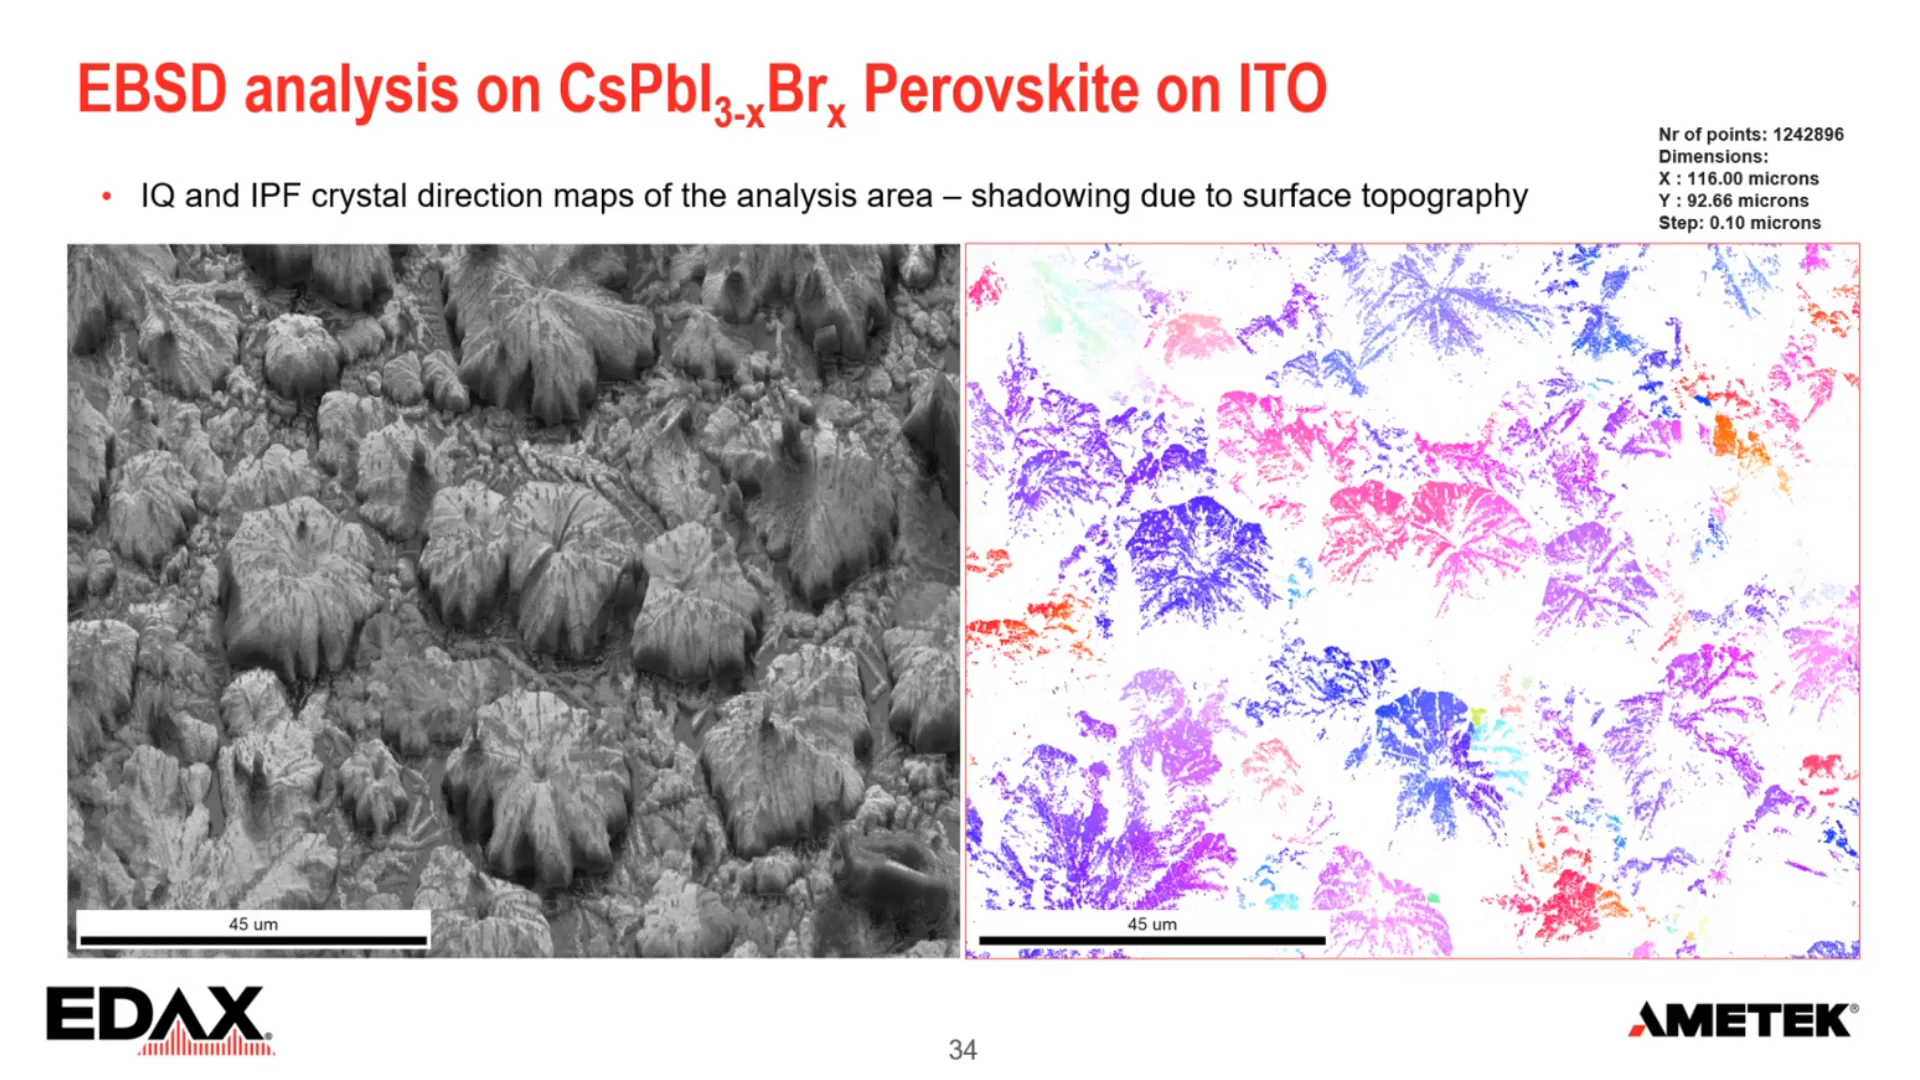 EBSD analysis on CsPbI3-xBrx Perovskite on ITO
Nr of points: 1242896
Dimensions:
X : 116.00 microns
Y : 92.66 microns
Step: 0.10 microns
• IQ and IPF crystal direction maps of the analysis area – shadowing due to surface topography
45 um
45 um
EDAX®
34
AMETEK®